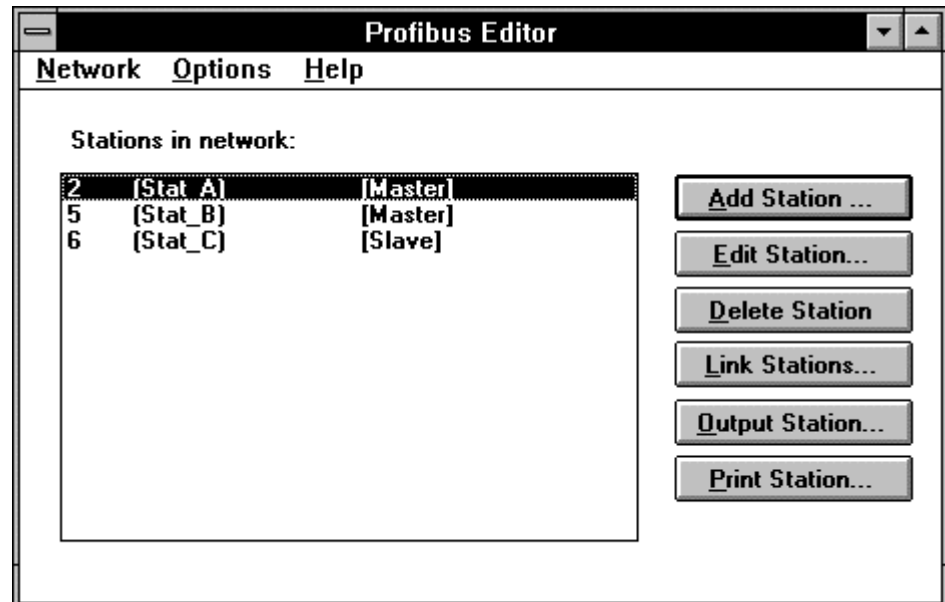 Profibus Editor
Network Options Help
Stations in network:
2 (Stat_A) [Master]
5 (Stat_B) [Master]
6 (Stat_C) [Slave]
Add Station ...
Edit Station...
Delete Station
Link Stations...
Output Station...
Print Station...